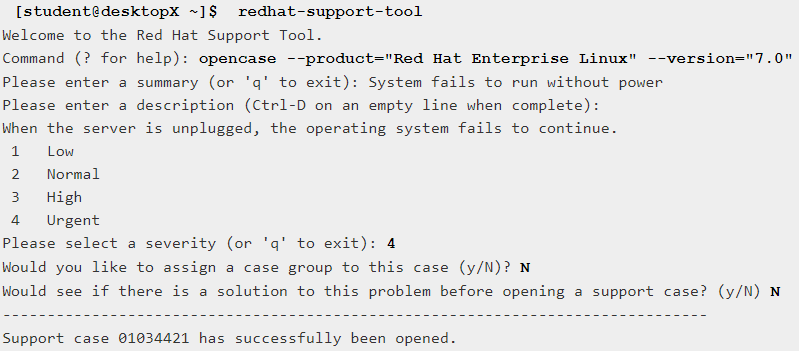 [student@desktopX ~]$ redhat-support-tool
Welcome to the Red Hat Support Tool.
Command (? for help): opencase --product="Red Hat Enterprise Linux" --version="7.0"
Please enter a summary (or 'q' to exit): System fails to run without power
Please enter a description (Ctrl-D on an empty line when complete):
When the server is unplugged, the operating system fails to continue.
1 Low
2 Normal
3 High
4 Urgent
Please select a severity (or 'q' to exit): 4
Would you like to assign a case group to this case (y/N)? N
Would see if there is a solution to this problem before opening a support case? (y/N) N
--------------------------------------------------------------------------------
Support case 01034421 has successfully been opened.